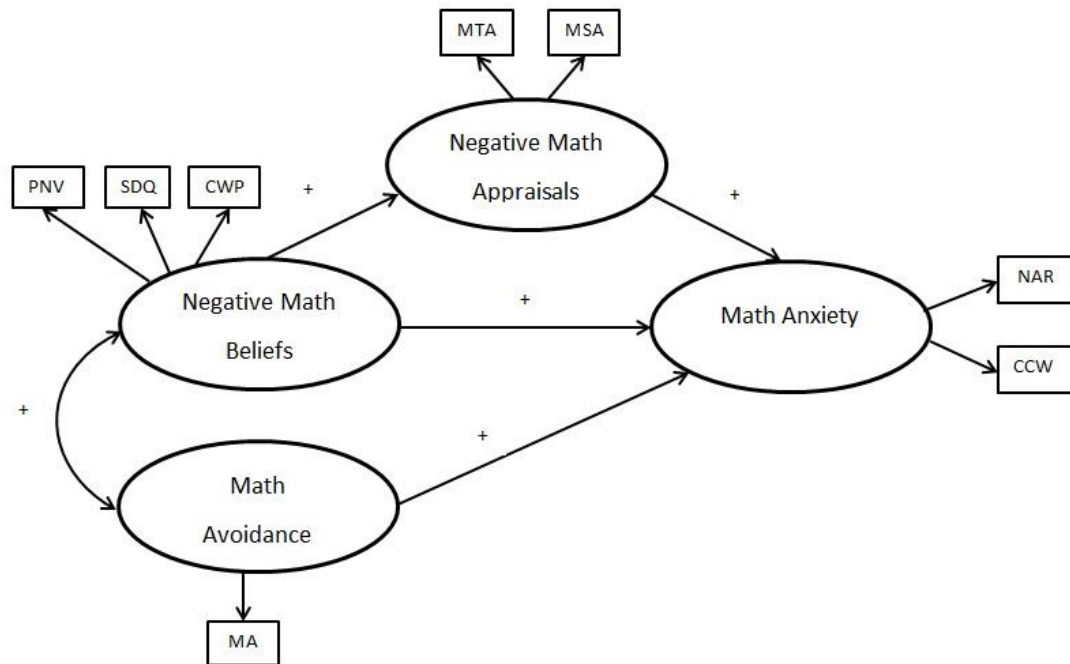 MTA
MSA
Negative Math
Appraisals
PNV
SDQ
CWP
+
+
Negative Math
Beliefs
+
Math Anxiety
NAR
CCW
+
+
Math
Avoidance
MA